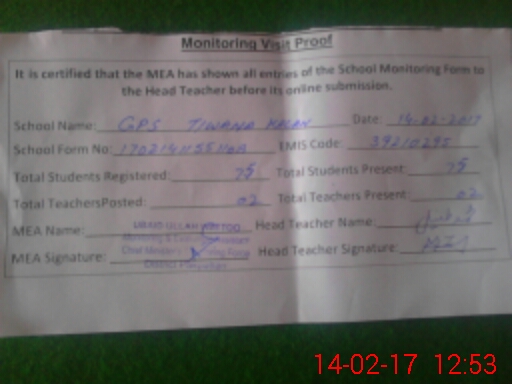 Monitoring Visit Proof
It is certified that the MEA has shown all entries of the School Monitoring Form to
the Head Teacher before its online submission.
School Name: GPS TIWANA KALAN Date: 14-02-2017
School Form No: EMIS Code: 39210295
Total Students Registered: 75 Total Students Present: 75
Total TeachersPosted: 02 Total Teachers Present: 02
MEA Name: Head Teacher Name:
MEA Signature: Head Teacher Signature:
14-02-17 12:53